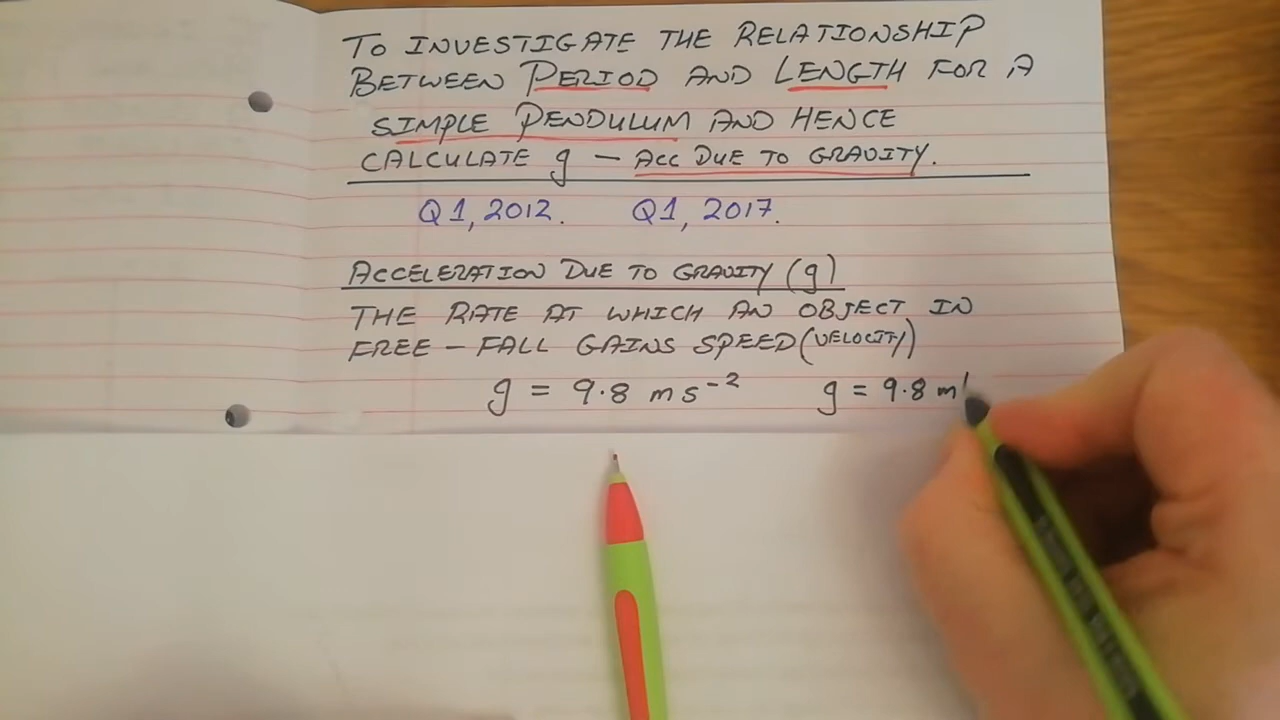 TO INVESTIGATE THE RELATIONSHIP
BETWEEN PERIOD AND LENGTH FOR A
SIMPLE PENDULUM AND HENCE
CALCULATE g — ACC DUE TO GRAVITY.
Q1, 2012. Q1, 2017.
ACCELERATION DUE TO GRAVITY (g)
THE RATE AT WHICH AN OBJECT IN
FREE-FALL GAINS SPEED (VELOCITY)
g = 9.8 ms⁻² g = 9.8 m/